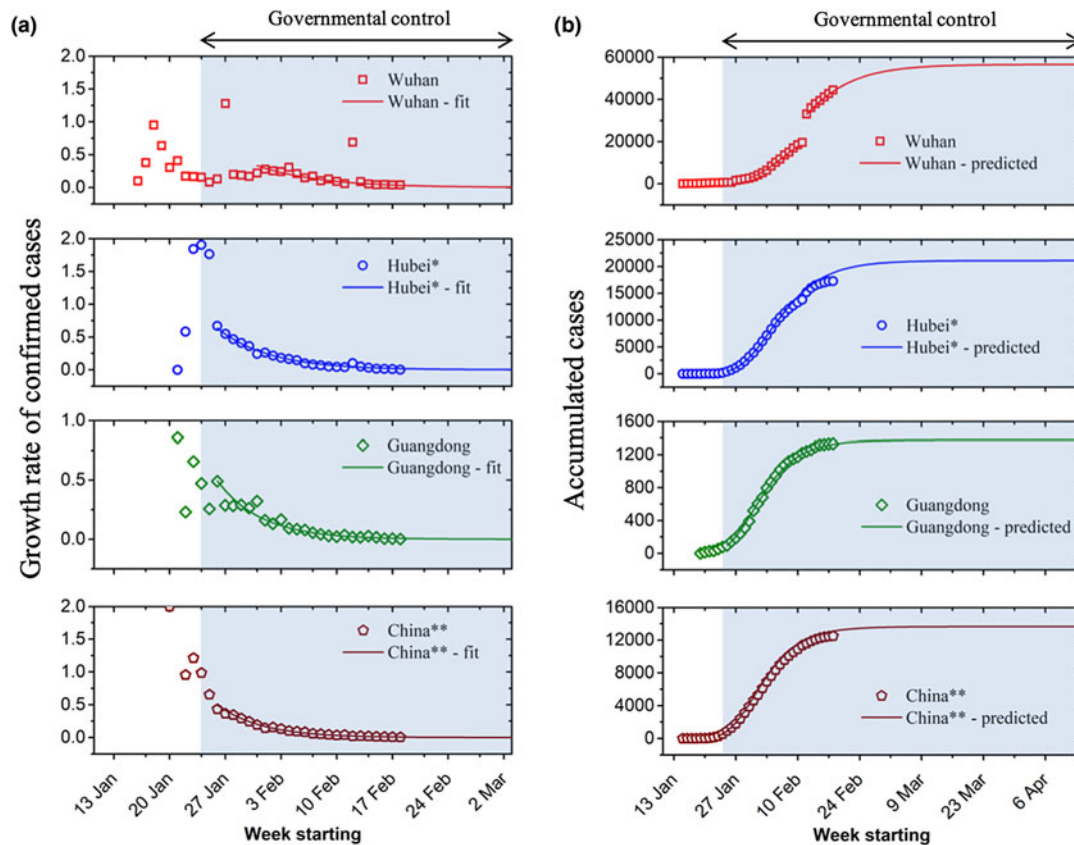 (a)
Governmental control
Growth rate of confirmed cases
2.0
1.5
1.0
0.5
0.0
Wuhan
Wuhan - fit
2.0
1.5
1.0
0.5
0.0
Hubei*
Hubei* - fit
1.0
0.5
0.0
Guangdong
Guangdong - fit
2.0
1.5
1.0
0.5
0.0
China**
China** - fit
13 Jan
20 Jan
27 Jan
3 Feb
10 Feb
17 Feb
24 Feb
2 Mar
Week starting
(b)
Governmental control
Accumulated cases
60000
40000
20000
0
Wuhan
Wuhan - predicted
25000
20000
15000
10000
5000
0
Hubei*
Hubei* - predicted
1600
1200
800
400
0
Guangdong
Guangdong - predicted
16000
12000
8000
4000
0
China**
China** - predicted
13 Jan
27 Jan
10 Feb
24 Feb
9 Mar
23 Mar
6 Apr
Week starting